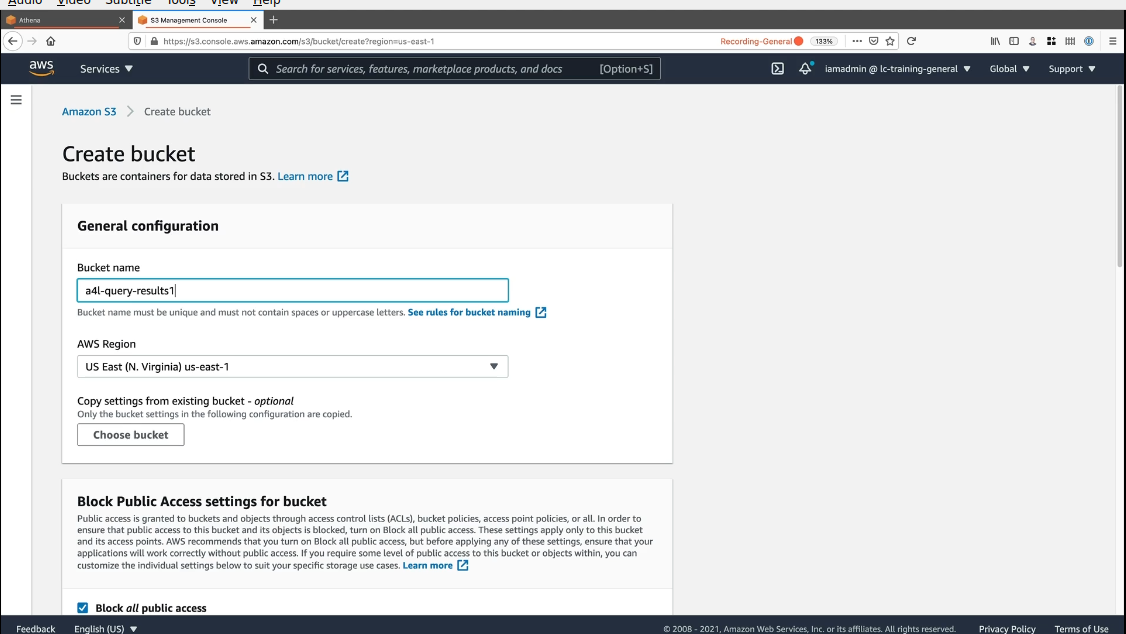 Audio Video Subtitle Tools View Help
Athena
S3 Management Console
https://s3.console.aws.amazon.com/s3/bucket/create?region=us-east-1
Recording-General
133%
aws
Services
Search for services, features, marketplace products, and docs [Option+S]
iamadmin @ lc-training-general
Global
Support
Amazon S3
Create bucket
Create bucket
Buckets are containers for data stored in S3. Learn more
General configuration
Bucket name
a4l-query-results1
Bucket name must be unique and must not contain spaces or uppercase letters. See rules for bucket naming
AWS Region
US East (N. Virginia) us-east-1
Copy settings from existing bucket - optional
Only the bucket settings in the following configuration are copied.
Choose bucket
Block Public Access settings for bucket
Public access is granted to buckets and objects through access control lists (ACLs), bucket policies, access point policies, or all. In order to
ensure that public access to this bucket and its objects is blocked, turn on Block all public access. These settings apply only to this bucket
and its access points. AWS recommends that you turn on Block all public access, but before applying any of these settings, ensure that your
applications will work correctly without public access. If you require some level of public access to this bucket or objects within, you can
customize the individual settings below to suit your specific storage use cases. Learn more
Block all public access
Feedback
English (US)
© 2008 - 2021, Amazon Web Services, Inc. or its affiliates. All rights reserved.
Privacy Policy
Terms of Use